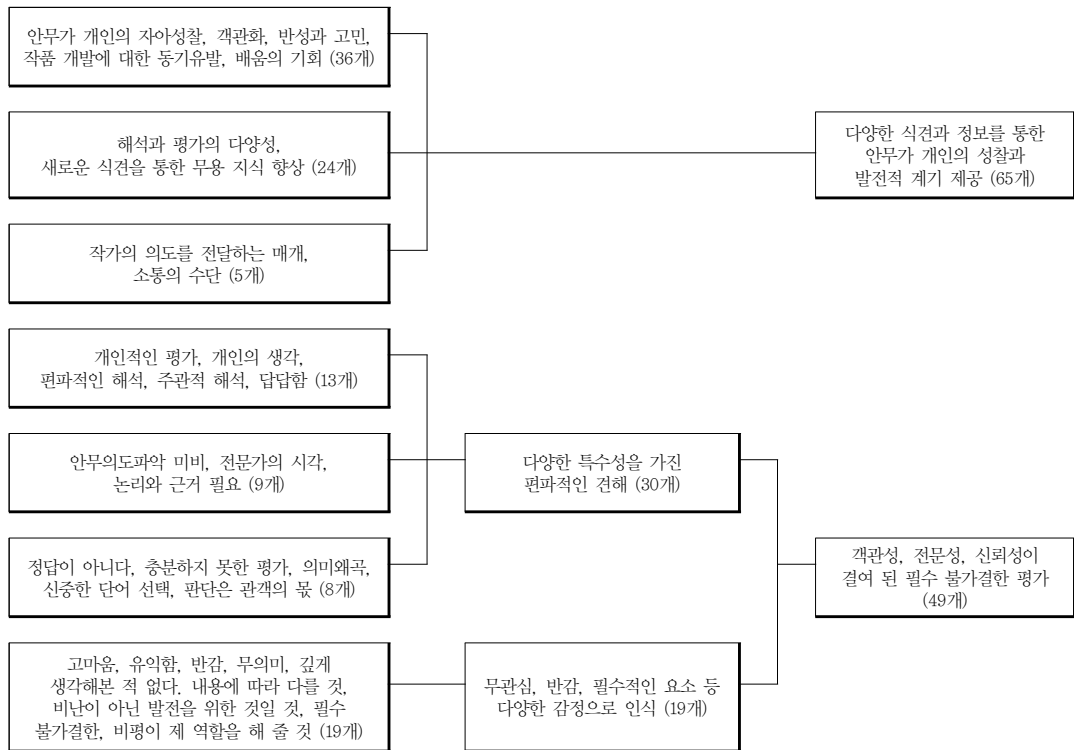 안무가 개인의 자아성찰, 객관화, 반성과 고민,
작품 개발에 대한 동기유발, 배움의 기회 (36개)
해석과 평가의 다양성,
새로운 식견을 통한 무용 지식 향상 (24개)
다양한 식견과 정보를 통한
안무가 개인의 성찰과
발전적 계기 제공 (65개)
작가의 의도를 전달하는 매개,
소통의 수단 (5개)
개인적인 평가, 개인의 생각,
편파적인 해석, 주관적 해석, 답답함 (13개)
안무의도파악 미비, 전문가의 시각,
논리와 근거 필요 (9개)
다양한 특수성을 가진
편파적인 견해 (30개)
정답이 아니다, 충분하지 못한 평가, 의미왜곡,
신중한 단어 선택, 판단은 관객의 몫 (8개)
객관성, 전문성, 신뢰성이
결여 된 필수 불가결한 평가
(49개)
고마움, 유익함, 반감, 무의미, 깊게
생각해본 적 없다. 내용에 따라 다를 것,
비난이 아닌 발전을 위한 것일 것, 필수
불가결한, 비평이 제 역할을 해 줄 것 (19개)
무관심, 반감, 필수적인 요소 등
다양한 감정으로 인식 (19개)